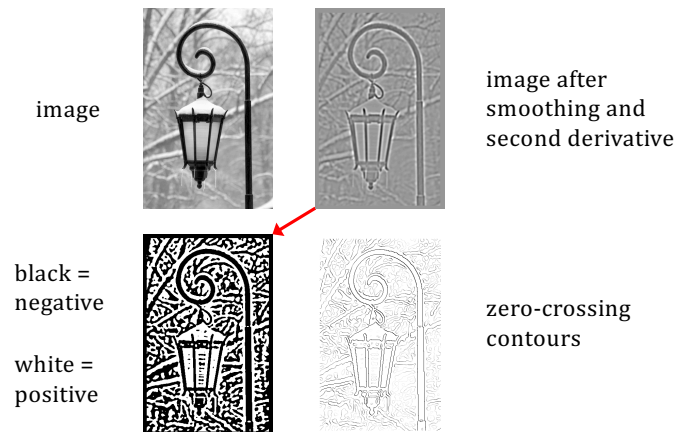 image
image after
smoothing and
second derivative
black =
negative
white =
positive
zero-crossing
contours